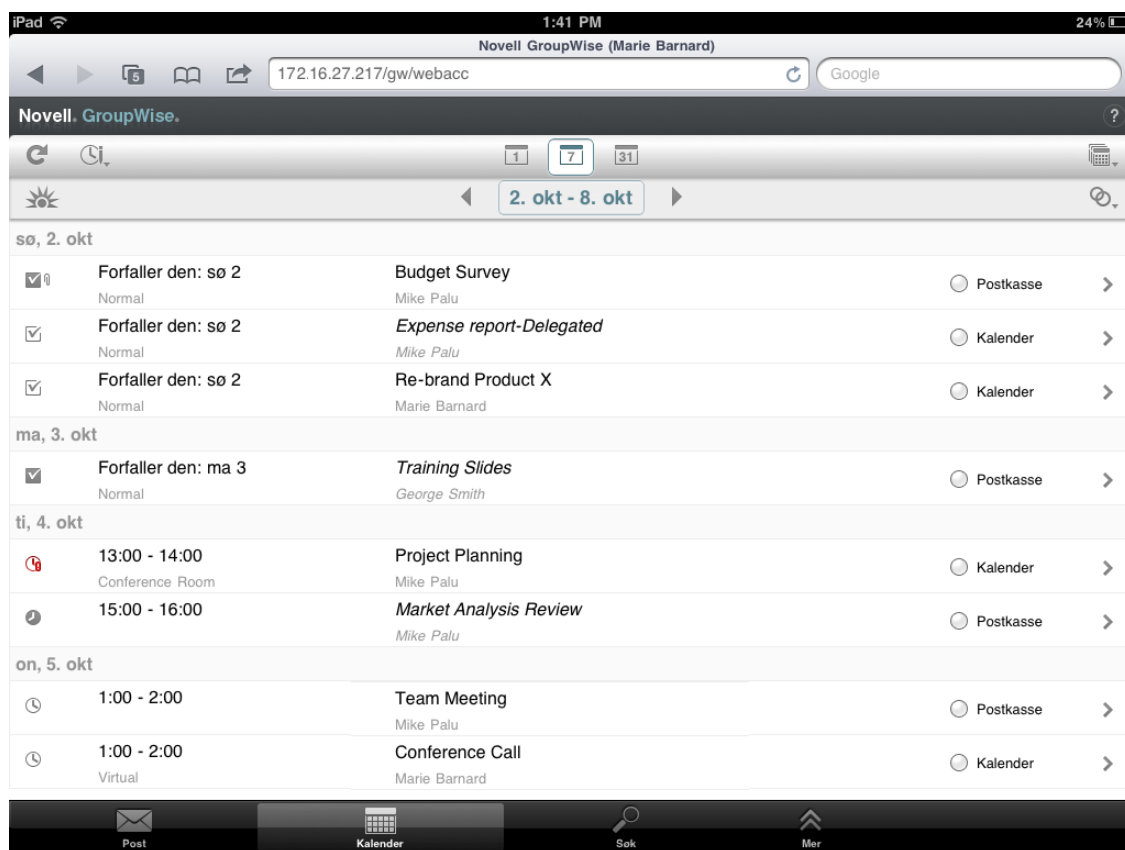 iPad 1:41 PM 24%
Novell GroupWise (Marie Barnard)
5 172.16.27.217/gw/webacc Google
Novell. GroupWise. ?
1 7 31
2. okt - 8. okt
sø, 2. okt
Forfaller den: sø 2 Budget Survey
Normal Mike Palu
Postkasse
Forfaller den: sø 2 Expense report-Delegated
Normal Mike Palu
Kalender
Forfaller den: sø 2 Re-brand Product X
Normal Marie Barnard
Kalender
ma, 3. okt
Forfaller den: ma 3 Training Slides
Normal George Smith
Postkasse
ti, 4. okt
13:00 - 14:00 Project Planning
Conference Room Mike Palu
Kalender
15:00 - 16:00 Market Analysis Review
Mike Palu
Postkasse
on, 5. okt
1:00 - 2:00 Team Meeting
Mike Palu
Postkasse
1:00 - 2:00 Conference Call
Virtual Marie Barnard
Kalender
Post Kalender Søk Mer